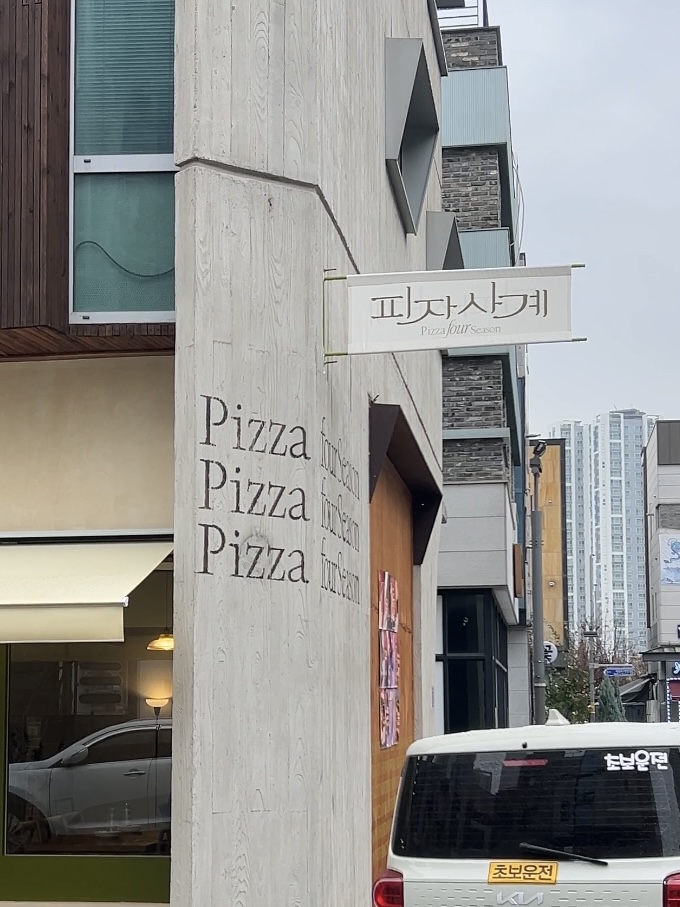 피자사계
Pizza four Season
Pizza fourSeason
Pizza fourSeason
Pizza fourSeason
초보운전
초보운전
KIA